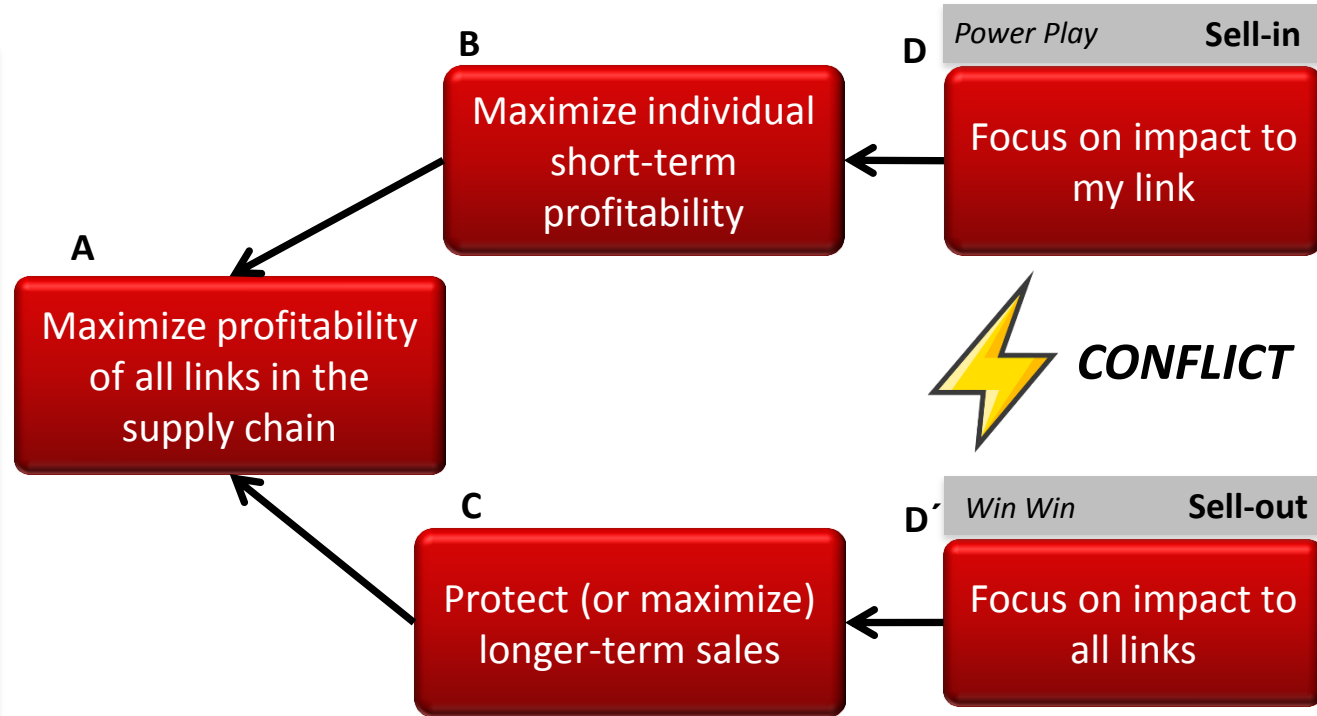 B
Maximize individual
short-term
profitability
D
Power Play Sell-in
Focus on impact to
my link
A
Maximize profitability
of all links in the
supply chain
CONFLICT
C
Protect (or maximize)
longer-term sales
D´
Win Win Sell-out
Focus on impact to
all links